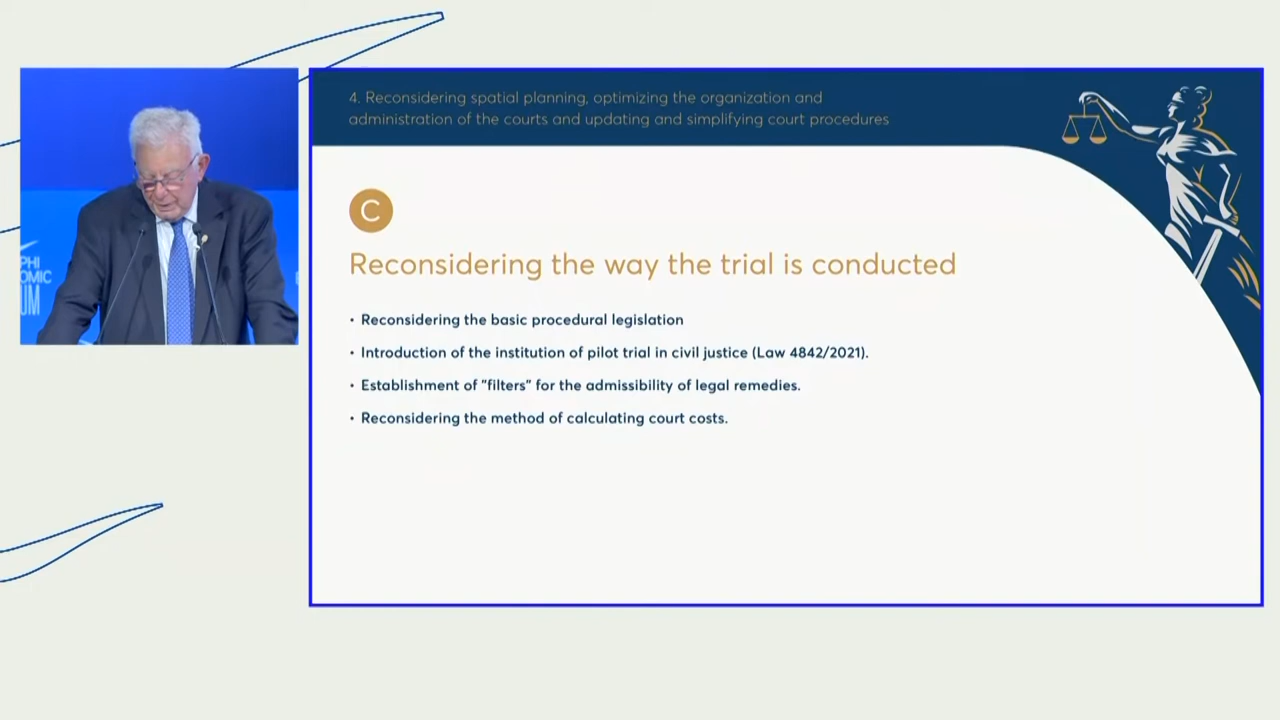 PHI
OMIC
UM
4. Reconsidering spatial planning, optimizing the organization and
administration of the courts and updating and simplifying court procedures
C
Reconsidering the way the trial is conducted
• Reconsidering the basic procedural legislation
• Introduction of the institution of pilot trial in civil justice (Law 4842/2021).
• Establishment of "filters" for the admissibility of legal remedies.
• Reconsidering the method of calculating court costs.